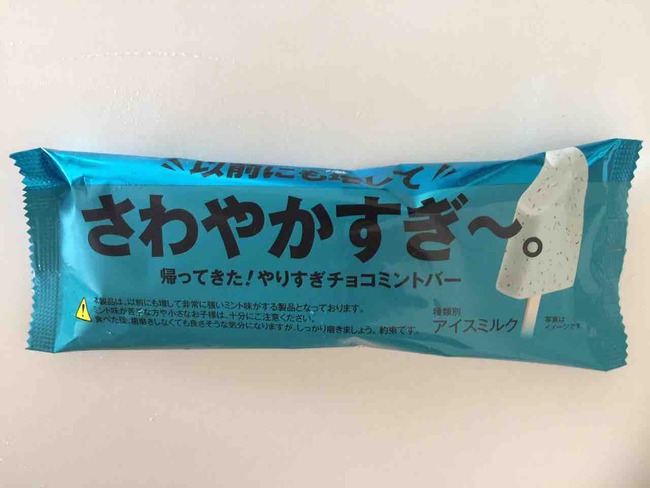 以前にも増して
さわやかすぎ〜。
帰ってきた!やりすぎチョコミントバー
本製品は、以前にも増して非常に強いミント味がする製品となっております。
ミント味が苦手な方や小さなお子様は、十分にご注意ください。
食べた後、歯磨きしなくても良さそうな気分になりますが、しっかり磨きましょう。約束です。
種類別
アイスミルク
写真は
イメージです